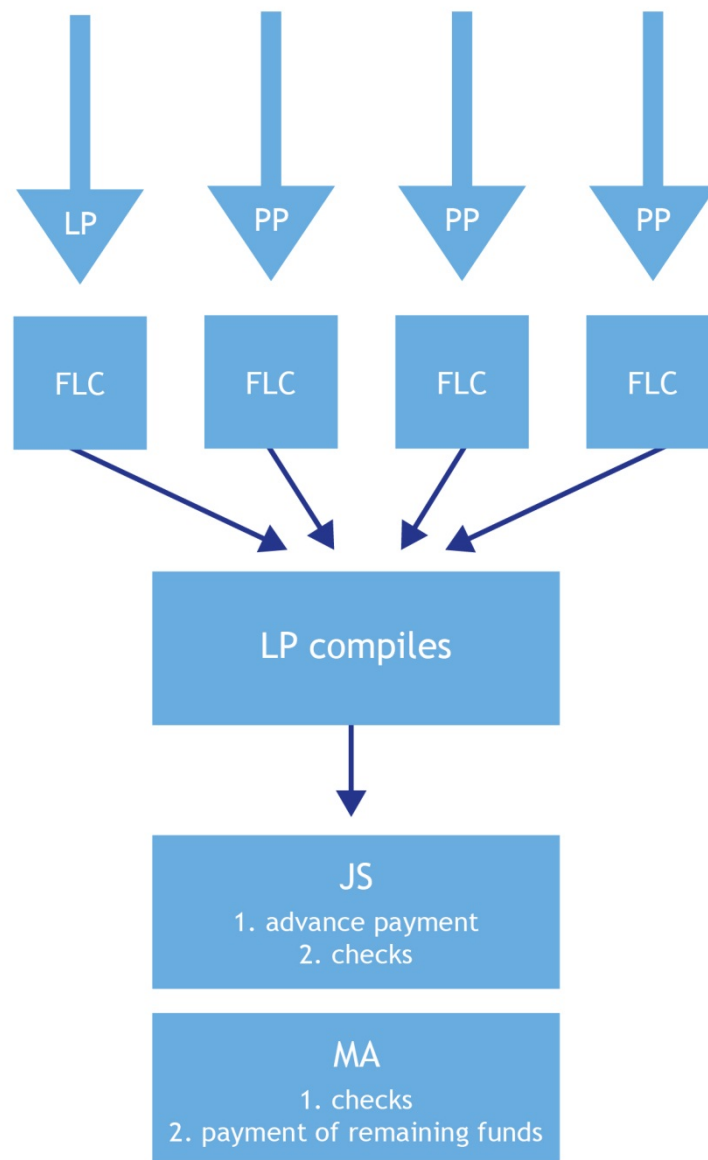 LP PP PP PP
FLC FLC FLC FLC
LP compiles
JS
1. advance payment
2. checks
MA
1. checks
2. payment of remaining funds